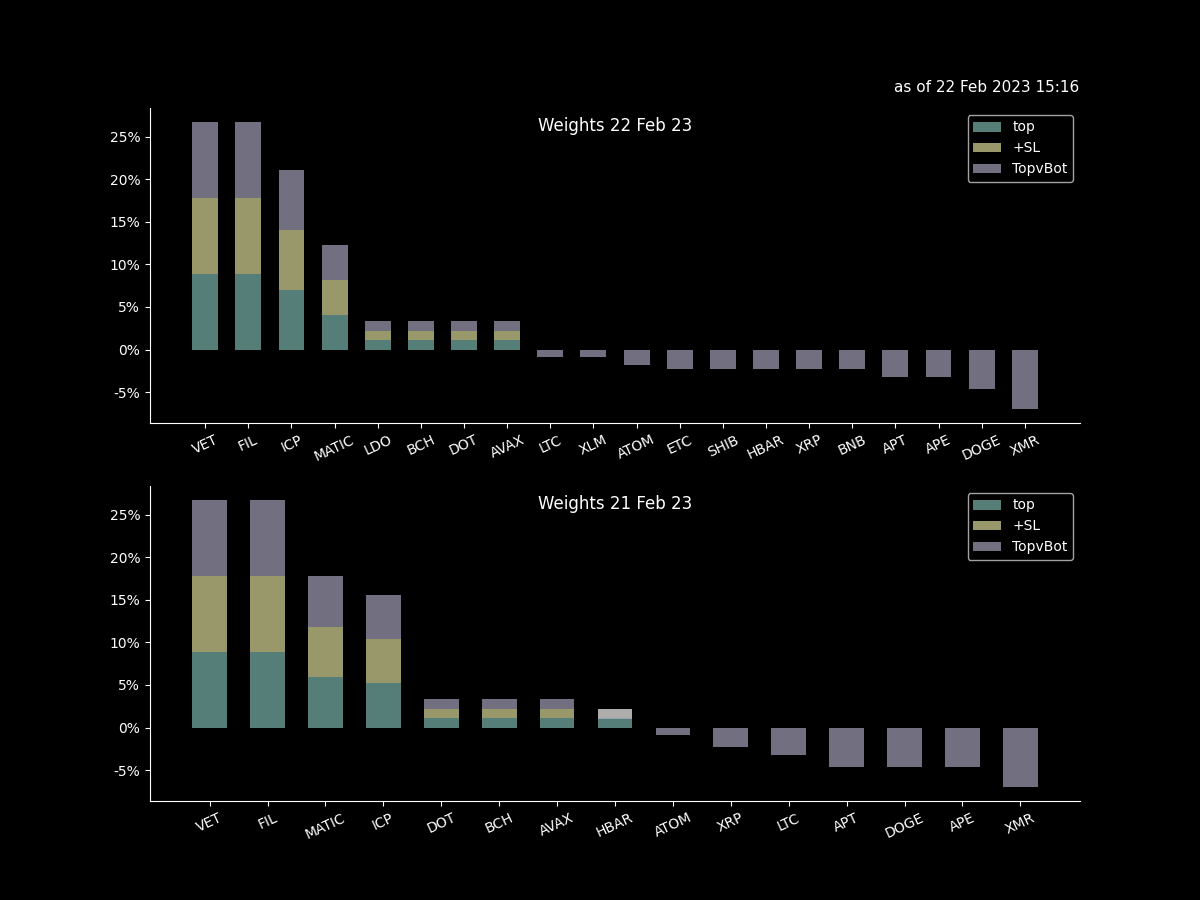 as of 22 Feb 2023 15:16
Weights 22 Feb 23
top
+SL
TopvBot
25%
20%
15%
10%
5%
0%
-5%
VET FIL ICP MATIC LDO BCH DOT AVAX LTC XLM ATOM ETC SHIB HBAR XRP BNB APT APE DOGE XMR
Weights 21 Feb 23
top
+SL
TopvBot
25%
20%
15%
10%
5%
0%
-5%
VET FIL MATIC ICP DOT BCH AVAX HBAR ATOM XRP LTC APT DOGE APE XMR